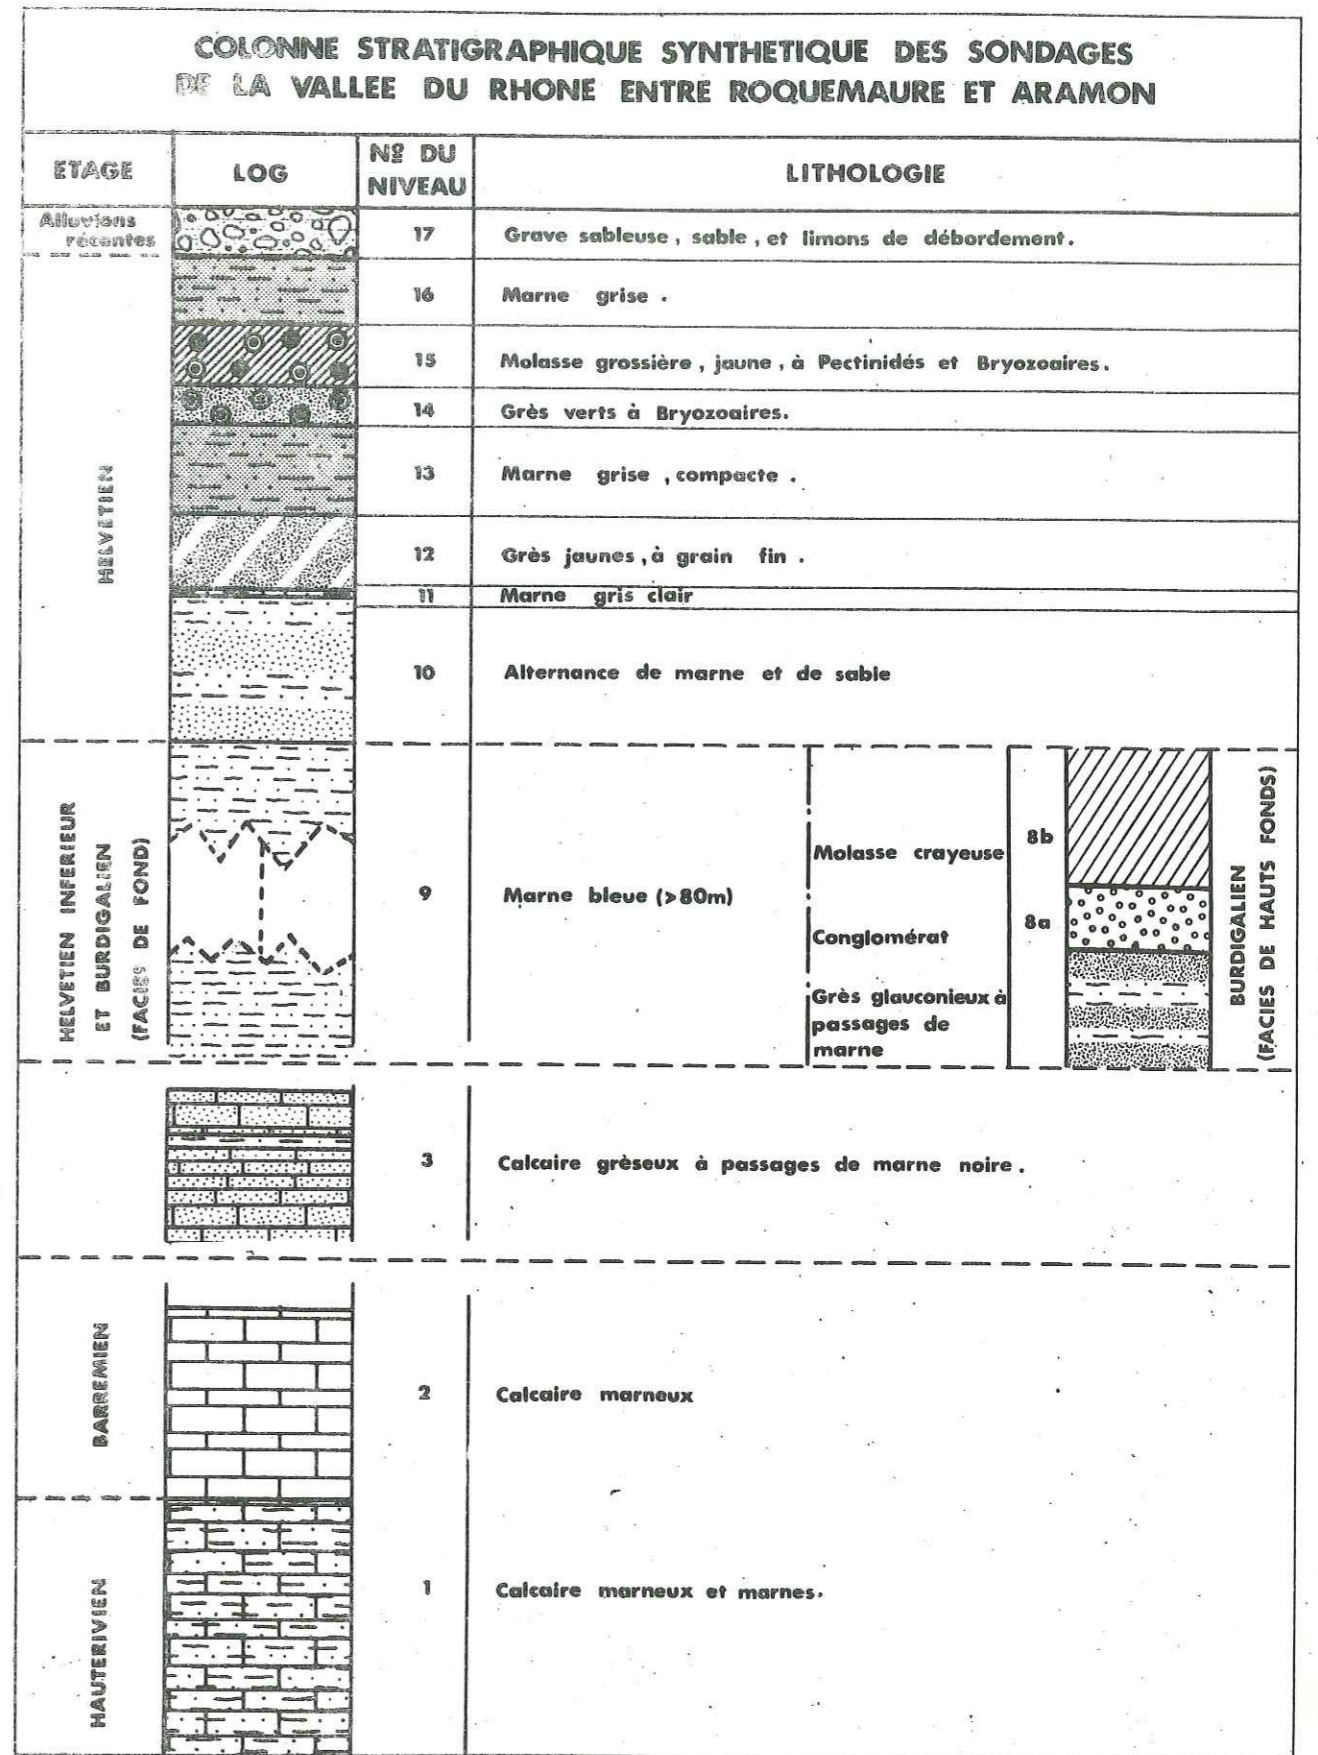 COLONNE STRATIGRAPHIQUE SYNTHETIQUE DES SONDAGES
DE LA VALLEE DU RHONE ENTRE ROQUEMAURE ET ARAMON
ETAGE
LOG
Nº DU
NIVEAU
LITHOLOGIE
Alluvions
récentes
17
Grave sableuse, sable, et limons de débordement.
HELVETIEN
16
Marne grise.
15
Molasse grossière, jaune, à Pectinidés et Bryozoaires.
14
Grès verts à Bryozoaires.
13
Marne grise, compacte.
12
Grès jaunes, à grain fin.
11
Marne gris clair
10
Alternance de marne et de sable
HELVETIEN INFERIEUR
ET BURDIGALIEN
(FACIES DE FOND)
9
Marne bleue (>80m)
Molasse crayeuse
8b
Conglomérat
8a
Grès glauconieux à
passages de
marne
BURDIGALIEN
(FACIES DE HAUTS FONDS)
3
Calcaire grèseux à passages de marne noire.
BARREMIEN
2
Calcaire marneux
HAUTERIVIEN
1
Calcaire marneux et marnes.